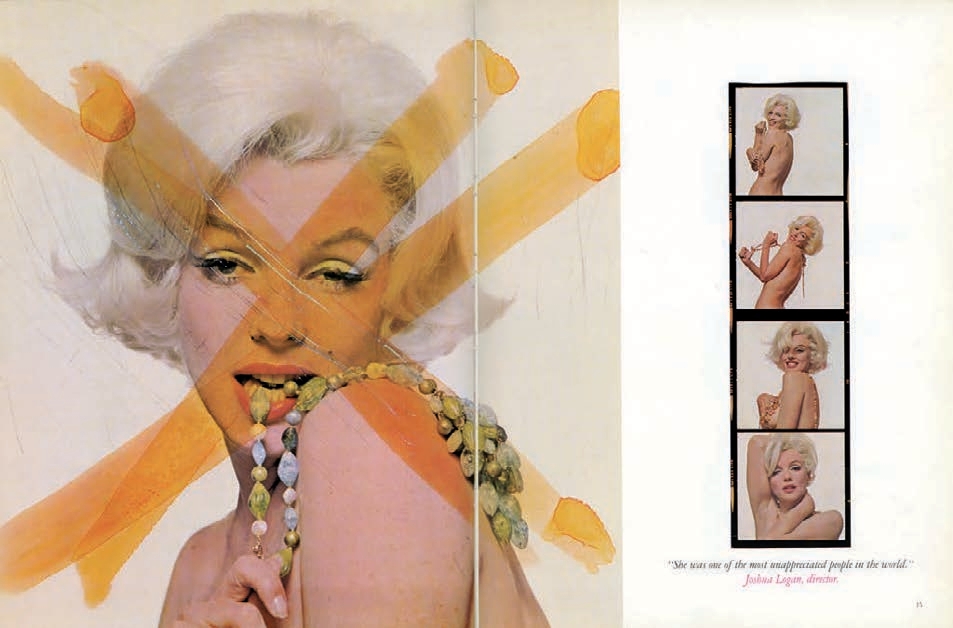 "She was one of the most unappreciated people in the world."
Joshua Logan, director.
15